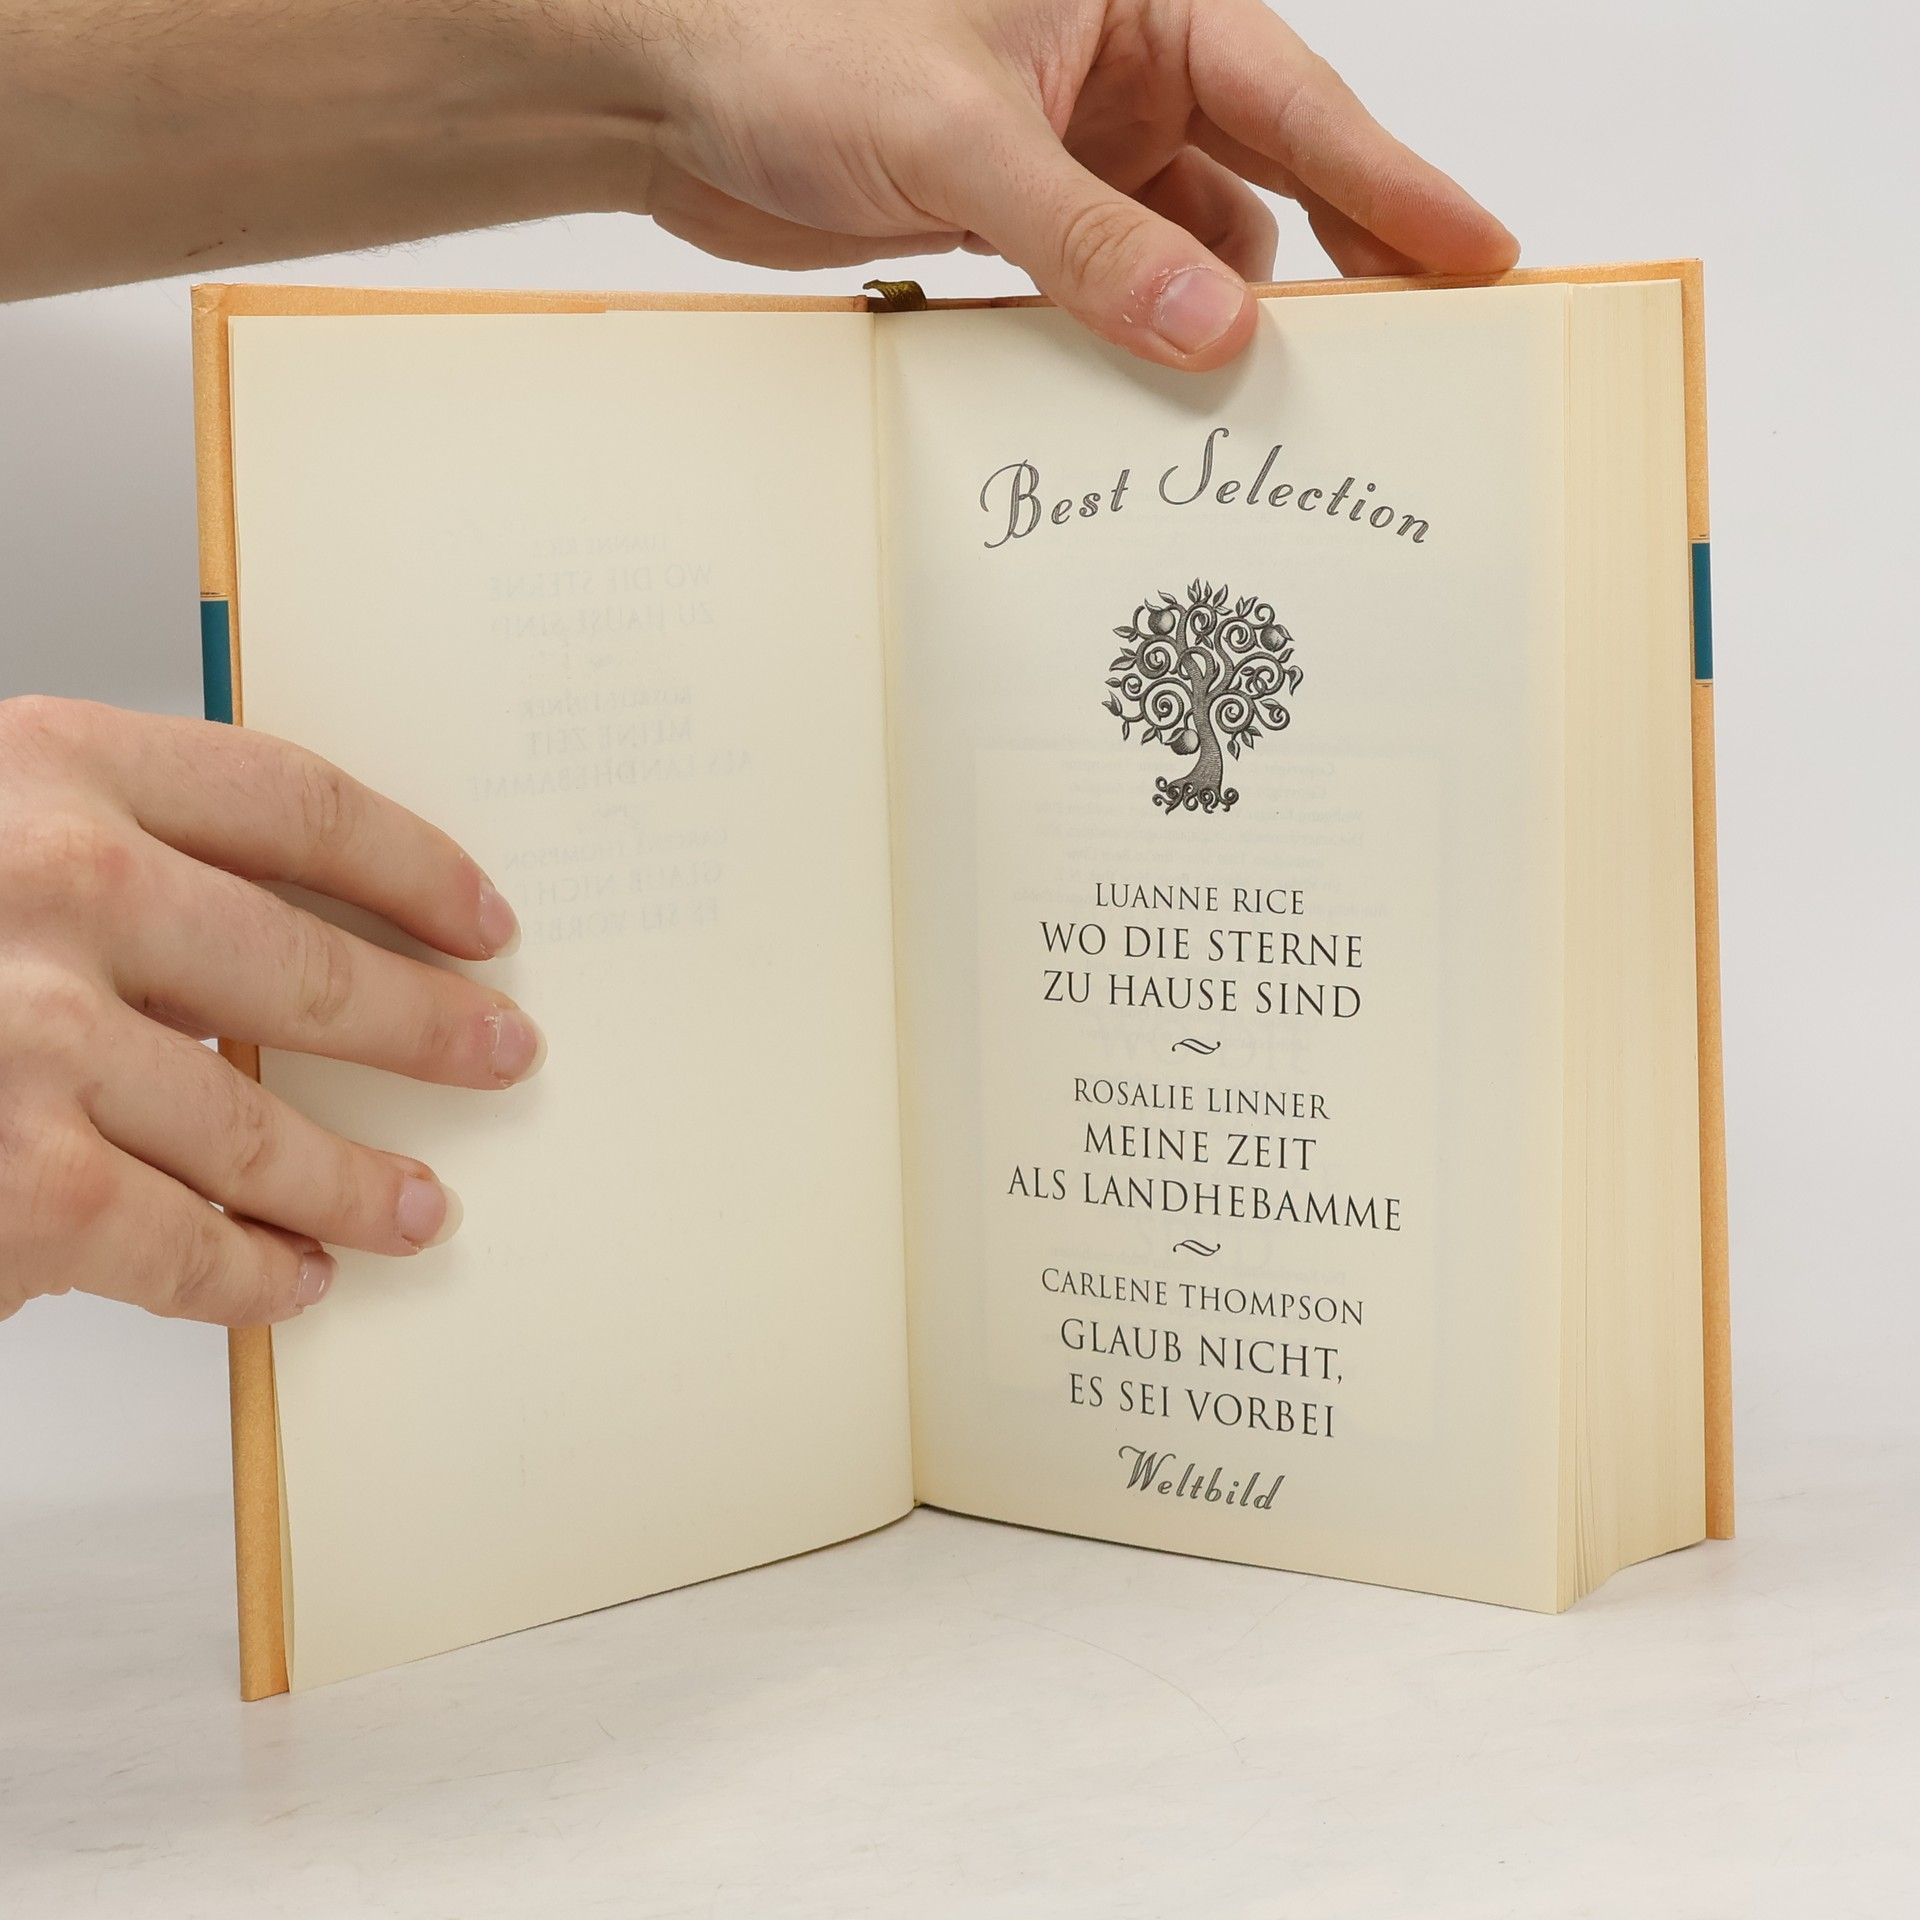 Best Selection
LUANNE RICE
WO DIE STERNE
ZU HAUSE SIND
ROSALIE LINNER
MEINE ZEIT
ALS LANDHEBAMME
CARLENE THOMPSON
GLAUB NICHT,
ES SEI VORBEI
Weltbild